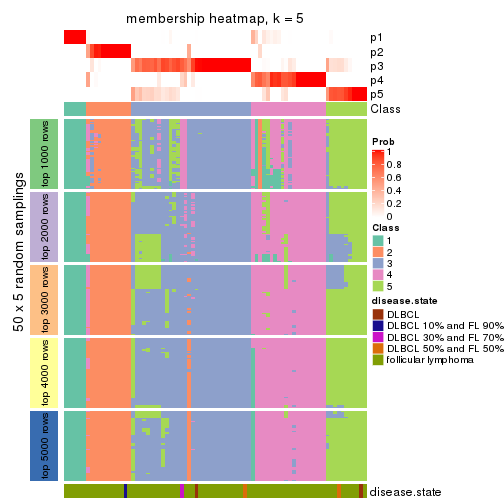 membership heatmap, k = 5
p1
p2
p3
p4
p5
Class
50 x 5 random samplings
top 1000 rows
top 2000 rows
top 3000 rows
top 4000 rows
top 5000 rows
Prob
1
0.8
0.6
0.4
0.2
0
Class
1
2
3
4
5
disease.state
DLBCL
DLBCL 10% and FL 90%
DLBCL 30% and FL 70%
DLBCL 50% and FL 50%
follicular lymphoma
disease.state